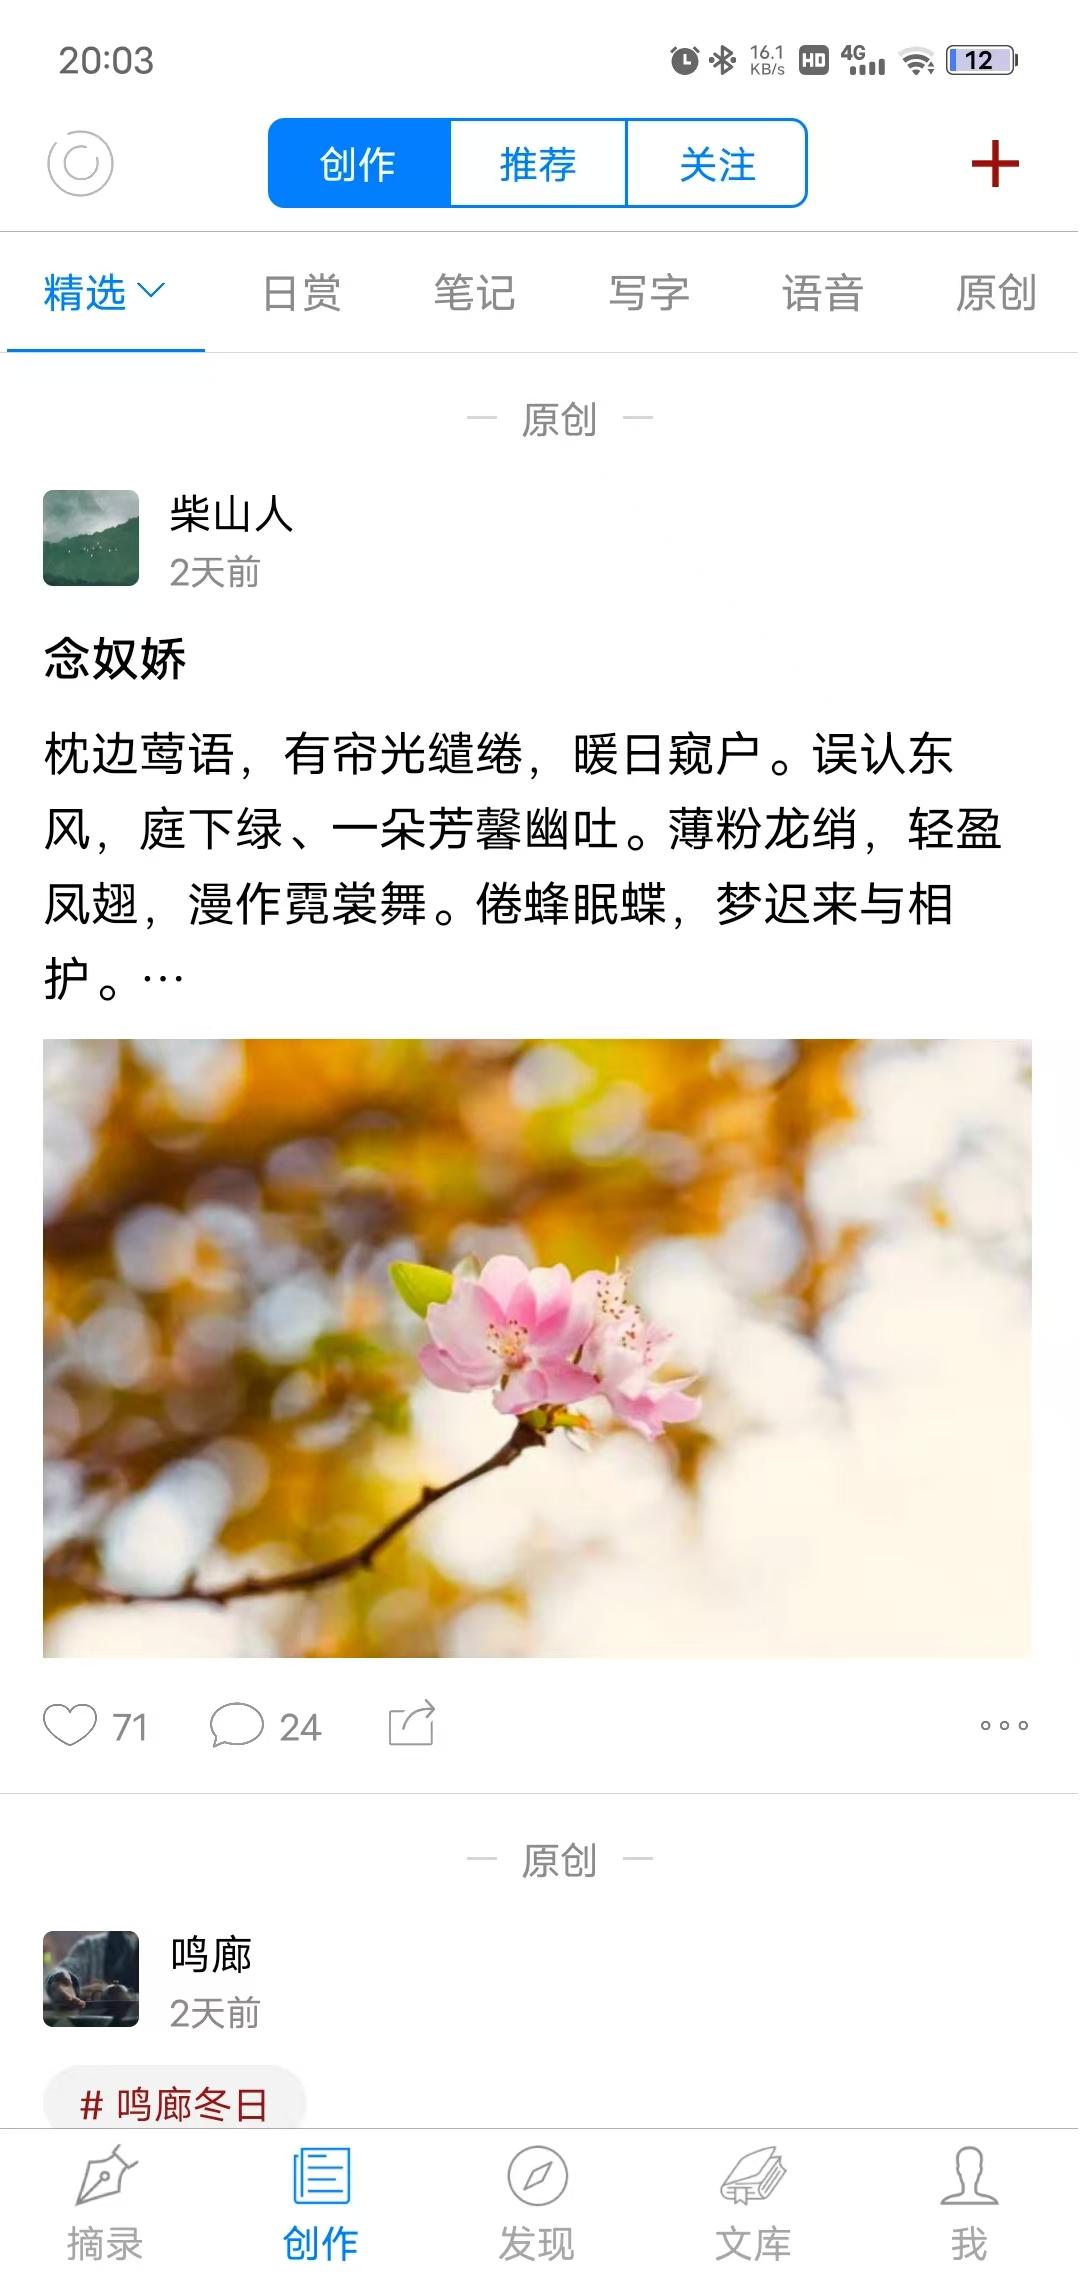 20:03
16.1 KB/s HD 4G 12
创作 推荐 关注
精选 日赏 笔记 写字 语音 原创
原创
柴山人
2天前
念奴娇
枕边莺语，有帘光缱绻，暖日窥户。误认东
风，庭下绿、一朵芳馨幽吐。薄粉龙绡，轻盈
凤翅，漫作霓裳舞。倦蜂眠蝶，梦迟来与相
护。…
71 24
原创
鸣廊
2天前
# 鸣廊冬日
摘录 创作 发现 文库 我